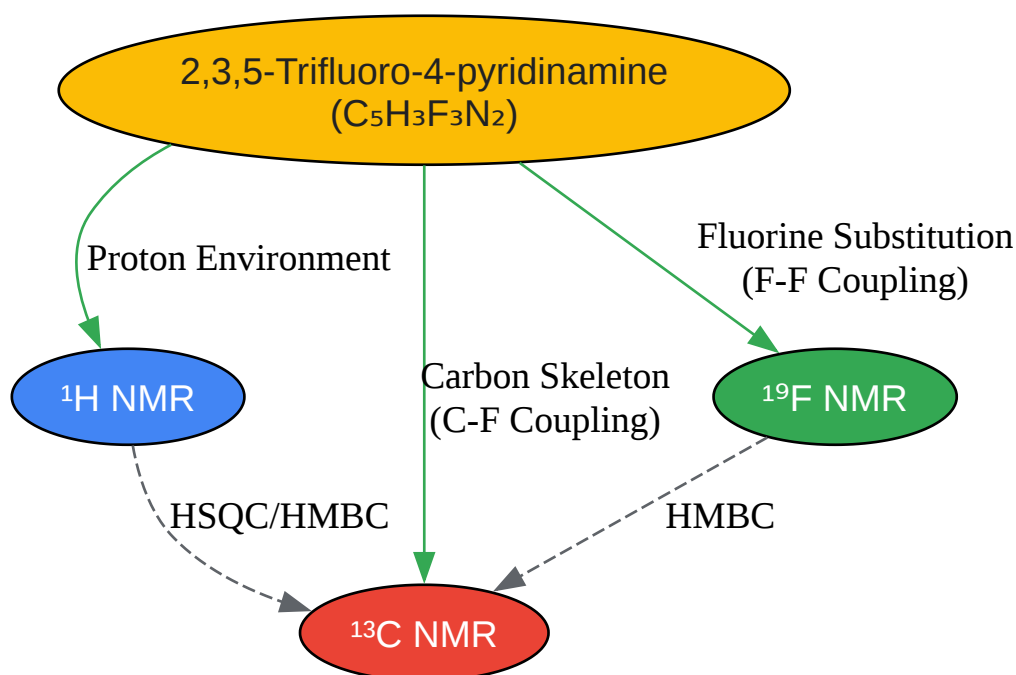 2,3,5-Trifluoro-4-pyridinamine
(C₅H₃F₃N₂)
Proton Environment
Fluorine Substitution
(F-F Coupling)
Carbon Skeleton
(C-F Coupling)
¹H NMR
¹⁹F NMR
HSQC/HMBC
HMBC
¹³C NMR